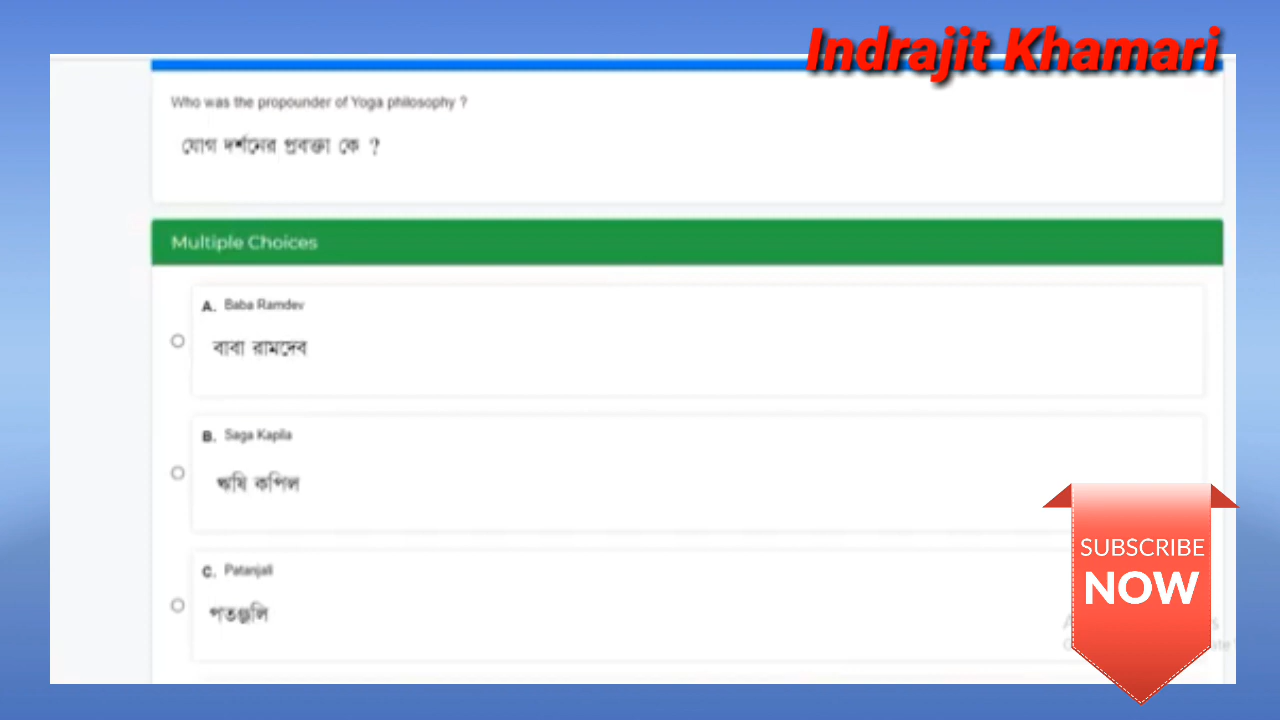 Indrajit Khamari
Who was the propounder of Yoga philosophy ?
যোগ দর্শনের প্রবক্তা কে ?
Multiple Choices
A. Baba Ramdev
বাবা রামদেব
B. Saga Kapila
ঋষি কপিল
C. Patanjali
পতঞ্জলি
SUBSCRIBE
NOW